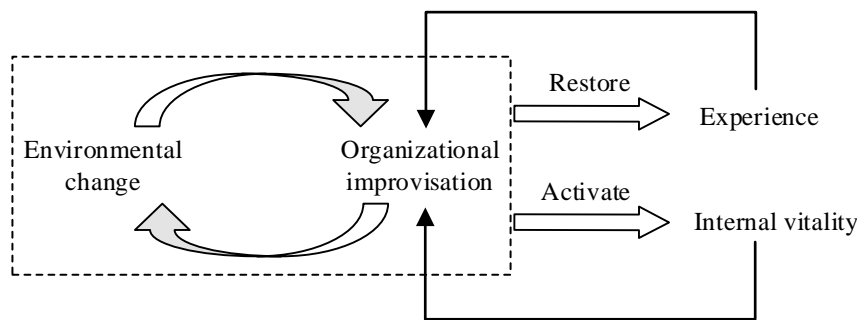 Restore
Experience
Environmental
change
Organizational
improvisation
Activate
Internal vitality